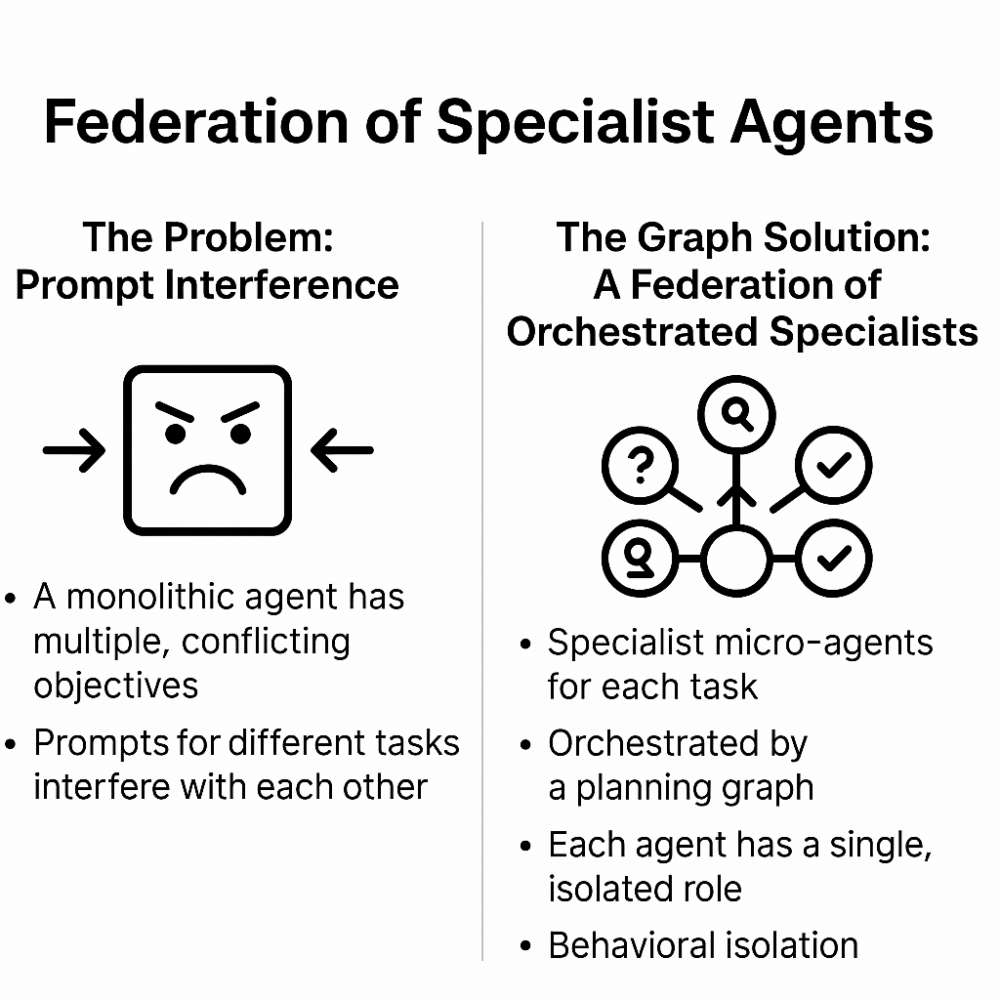 Federation of Specialist Agents
The Problem:
Prompt Interference
• A monolithic agent has
multiple, conflicting
objectives
• Prompts for different tasks
interfere with each other
The Graph Solution:
A Federation of
Orchestrated Specialists
?
• Specialist micro-agents
for each task
• Orchestrated by
a planning graph
• Each agent has a single,
isolated role
• Behavioral isolation